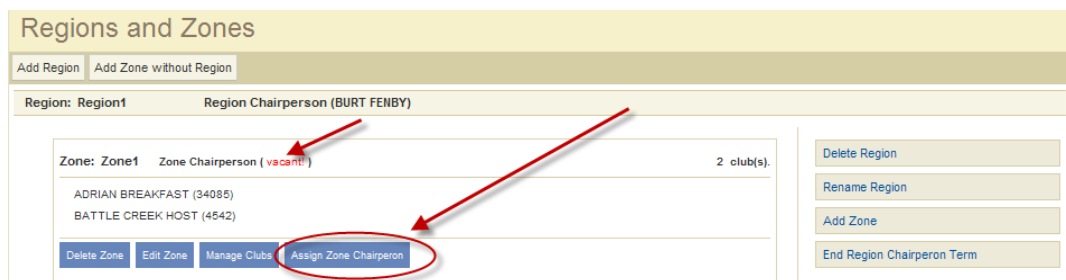 Regions and Zones
Add Region Add Zone without Region
Region: Region1 Region Chairperson (BURT FENBY)
Zone: Zone1 Zone Chairperson ( vacant! ) 2 club(s).
ADRIAN BREAKFAST (34085)
BATTLE CREEK HOST (4542)
Delete Zone Edit Zone Manage Clubs Assign Zone Chairperon
Delete Region
Rename Region
Add Zone
End Region Chairperon Term